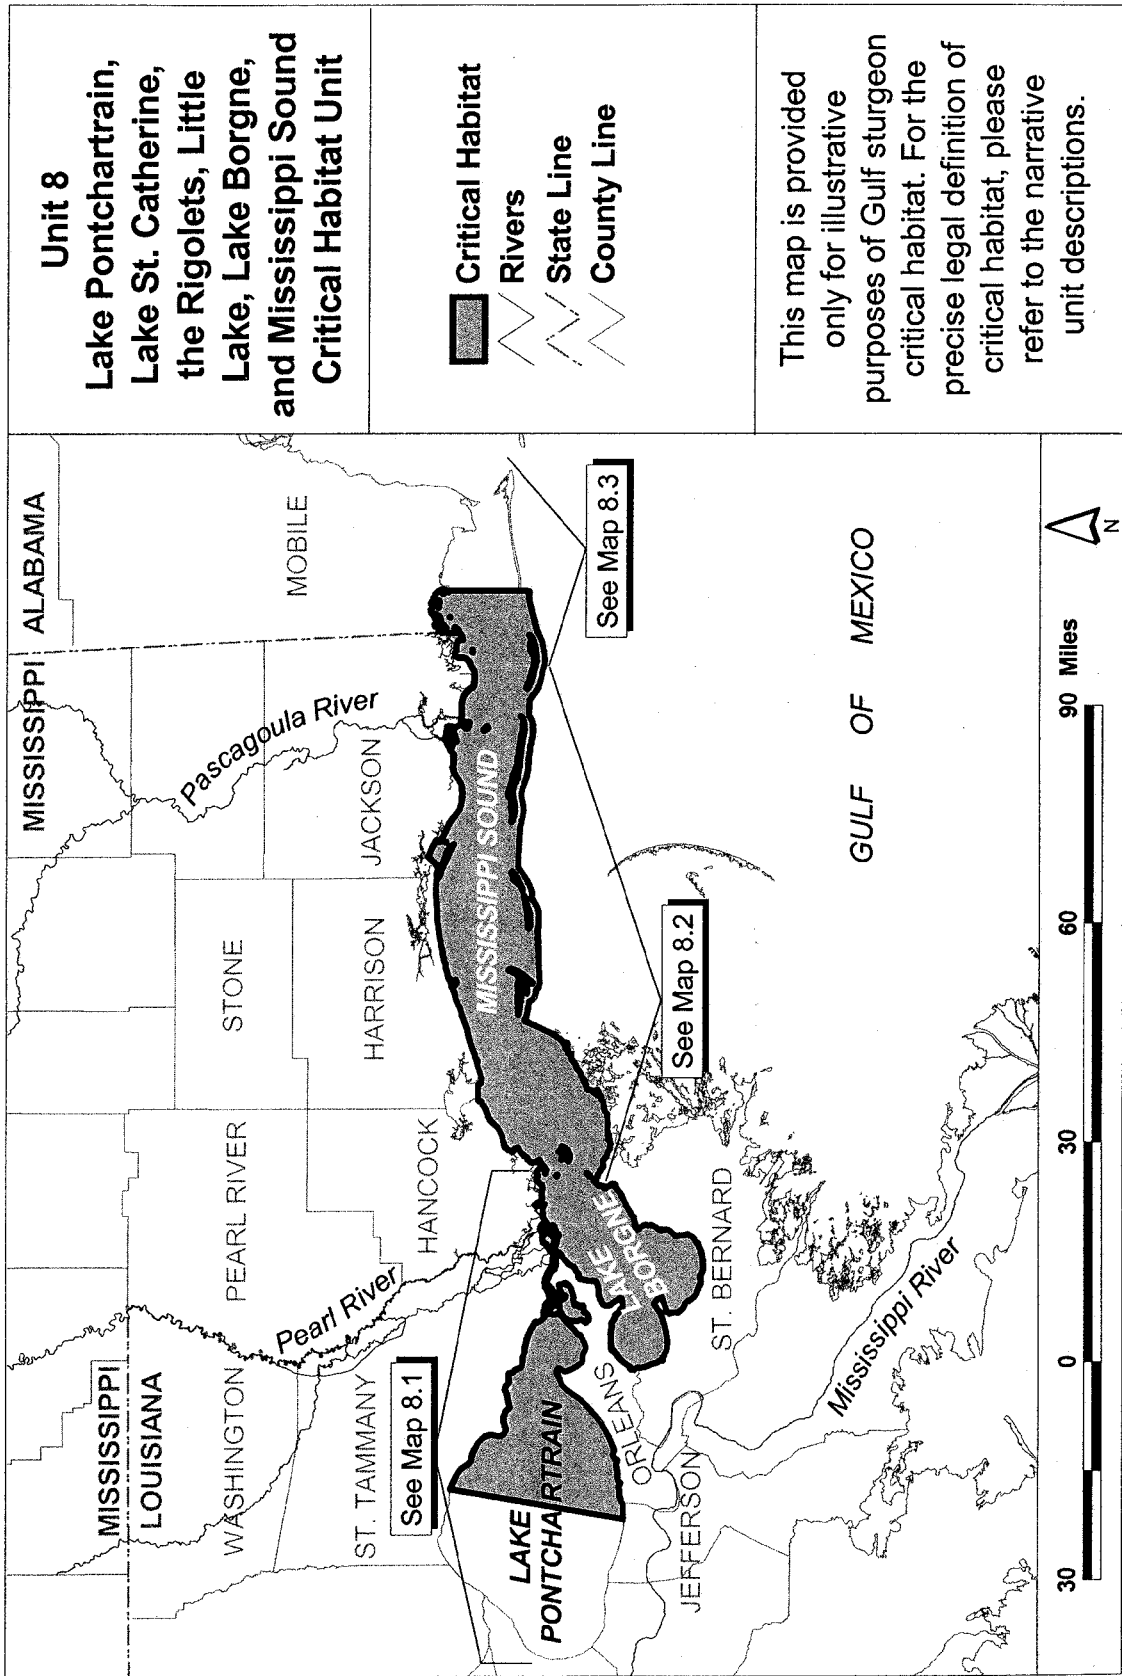 Unit 8
Lake Pontchartrain,
Lake St. Catherine,
the Rigolets, Little
Lake, Lake Borgne,
and Mississippi Sound
Critical Habitat Unit
Critical Habitat
Rivers
State Line
County Line
This map is provided
only for illustrative
purposes of Gulf sturgeon
critical habitat. For the
precise legal definition of
critical habitat, please
refer to the narrative
unit descriptions.
MISSISSIPPI
LOUISIANA
MISSISSIPPI
ALABAMA
WASHINGTON
PEARL RIVER
STONE
MOBILE
Pascagoula River
Pearl River
ST. TAMMANY
HANCOCK
HARRISON
JACKSON
See Map 8.1
MISSISSIPPI SOUND
LAKE
PONTCHARTRAIN
LAKE
BORGNE
See Map 8.3
ORLEANS
See Map 8.2
JEFFERSON
ST. BERNARD
Mississippi River
GULF OF MEXICO
30 0 30 60 90 Miles
N